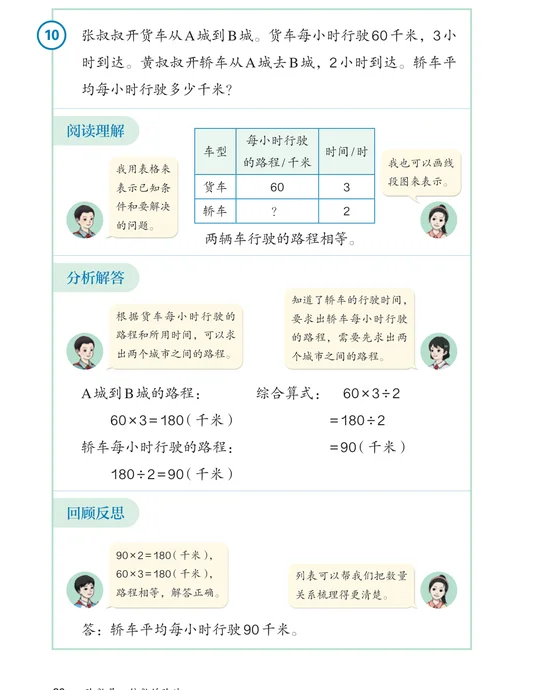 10 张叔叔开货车从A城到B城。货车每小时行驶60千米，3小
时到达。黄叔叔开轿车从A城去B城，2小时到达。轿车平
均每小时行驶多少千米？
阅读理解
我用表格来
表示已知条
件和要解决
的问题。
车型 每小时行驶的路程/千米 时间/时
货车 60 3
轿车 ？ 2
我也可以画线
段图来表示。
两辆车行驶的路程相等。
分析解答
根据货车每小时行驶的
路程和所用时间，可以求
出两个城市之间的路程。
知道了轿车的行驶时间，
要求出轿车每小时行驶
的路程，需要先求出两
个城市之间的路程。
A城到B城的路程：
60×3＝180（千米）
轿车每小时行驶的路程：
180÷2＝90（千米）
综合算式： 60×3÷2
＝180÷2
＝90（千米）
回顾反思
90×2＝180（千米），
60×3＝180（千米），
路程相等，解答正确。
列表可以帮我们把数量
关系梳理得更清楚。
答：轿车平均每小时行驶90千米。